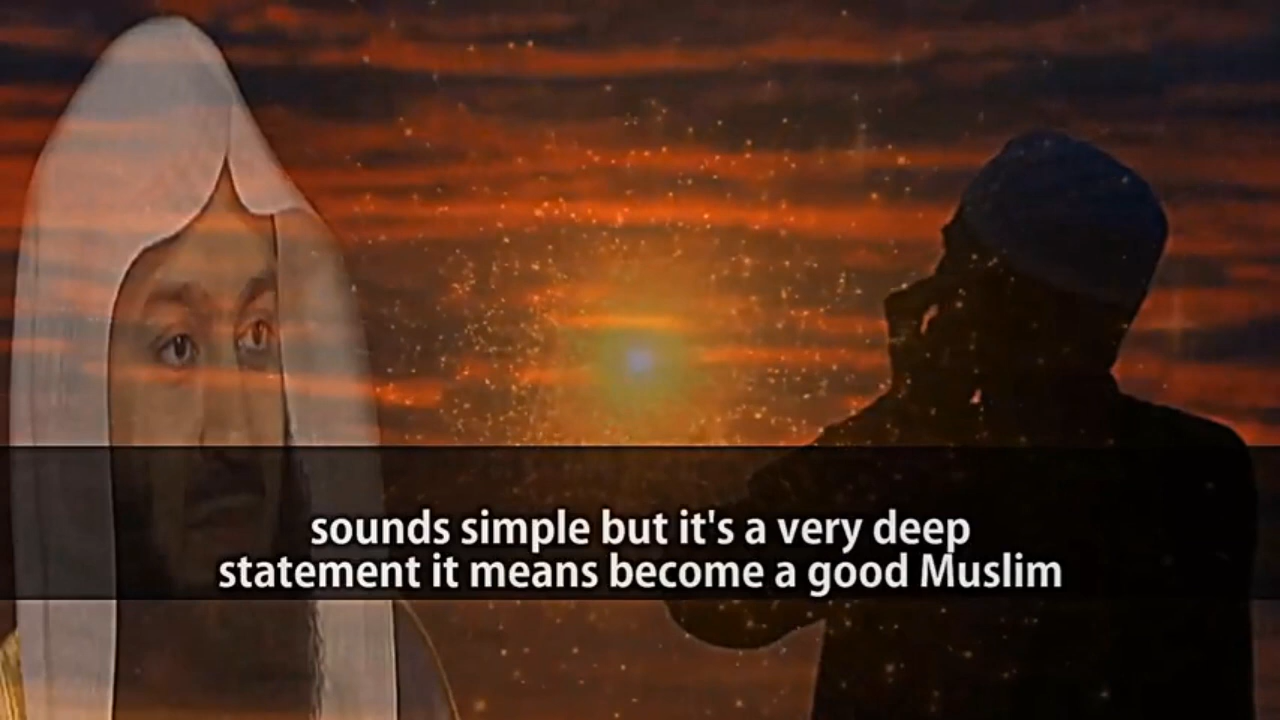 sounds simple but it's a very deep
statement it means become a good Muslim